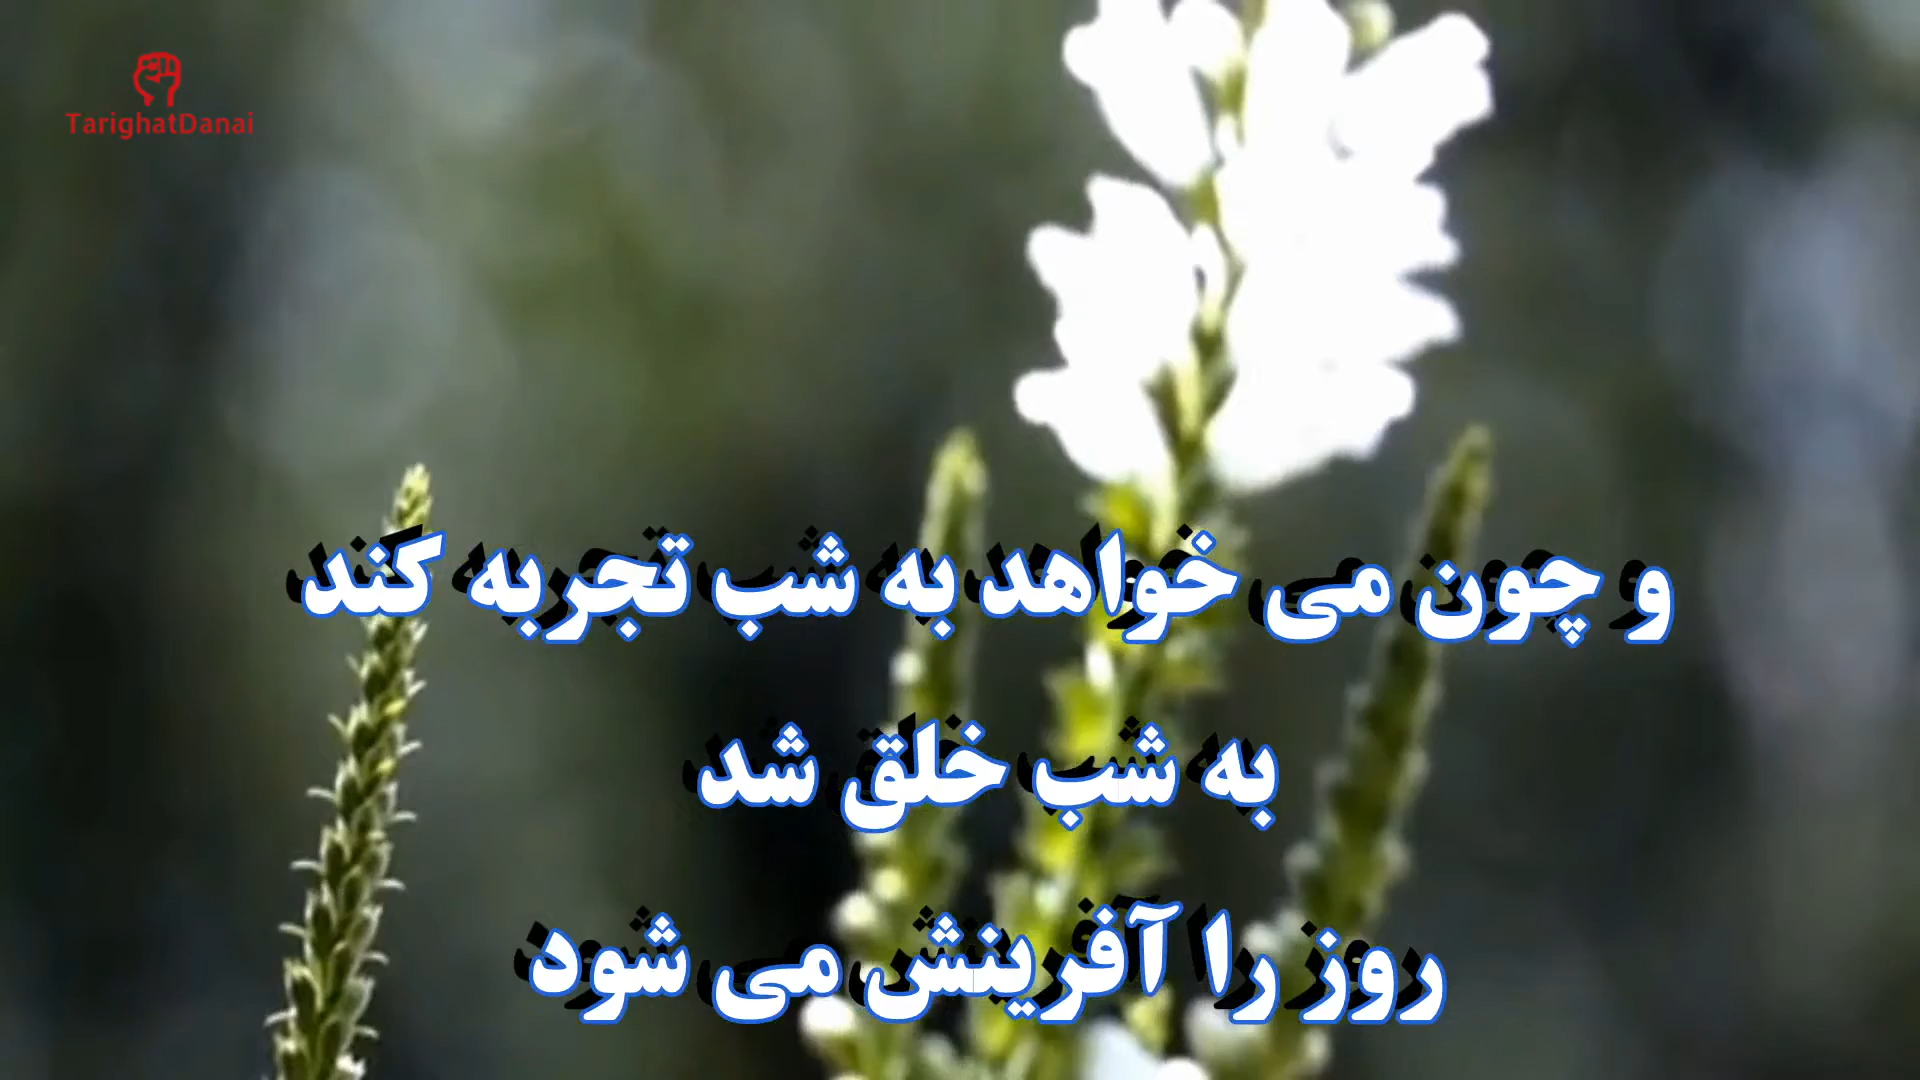 TarighatDanai
و چون می خواهد به شب تجربه کند
به شب خلق شد
روز را آفرینش می شود